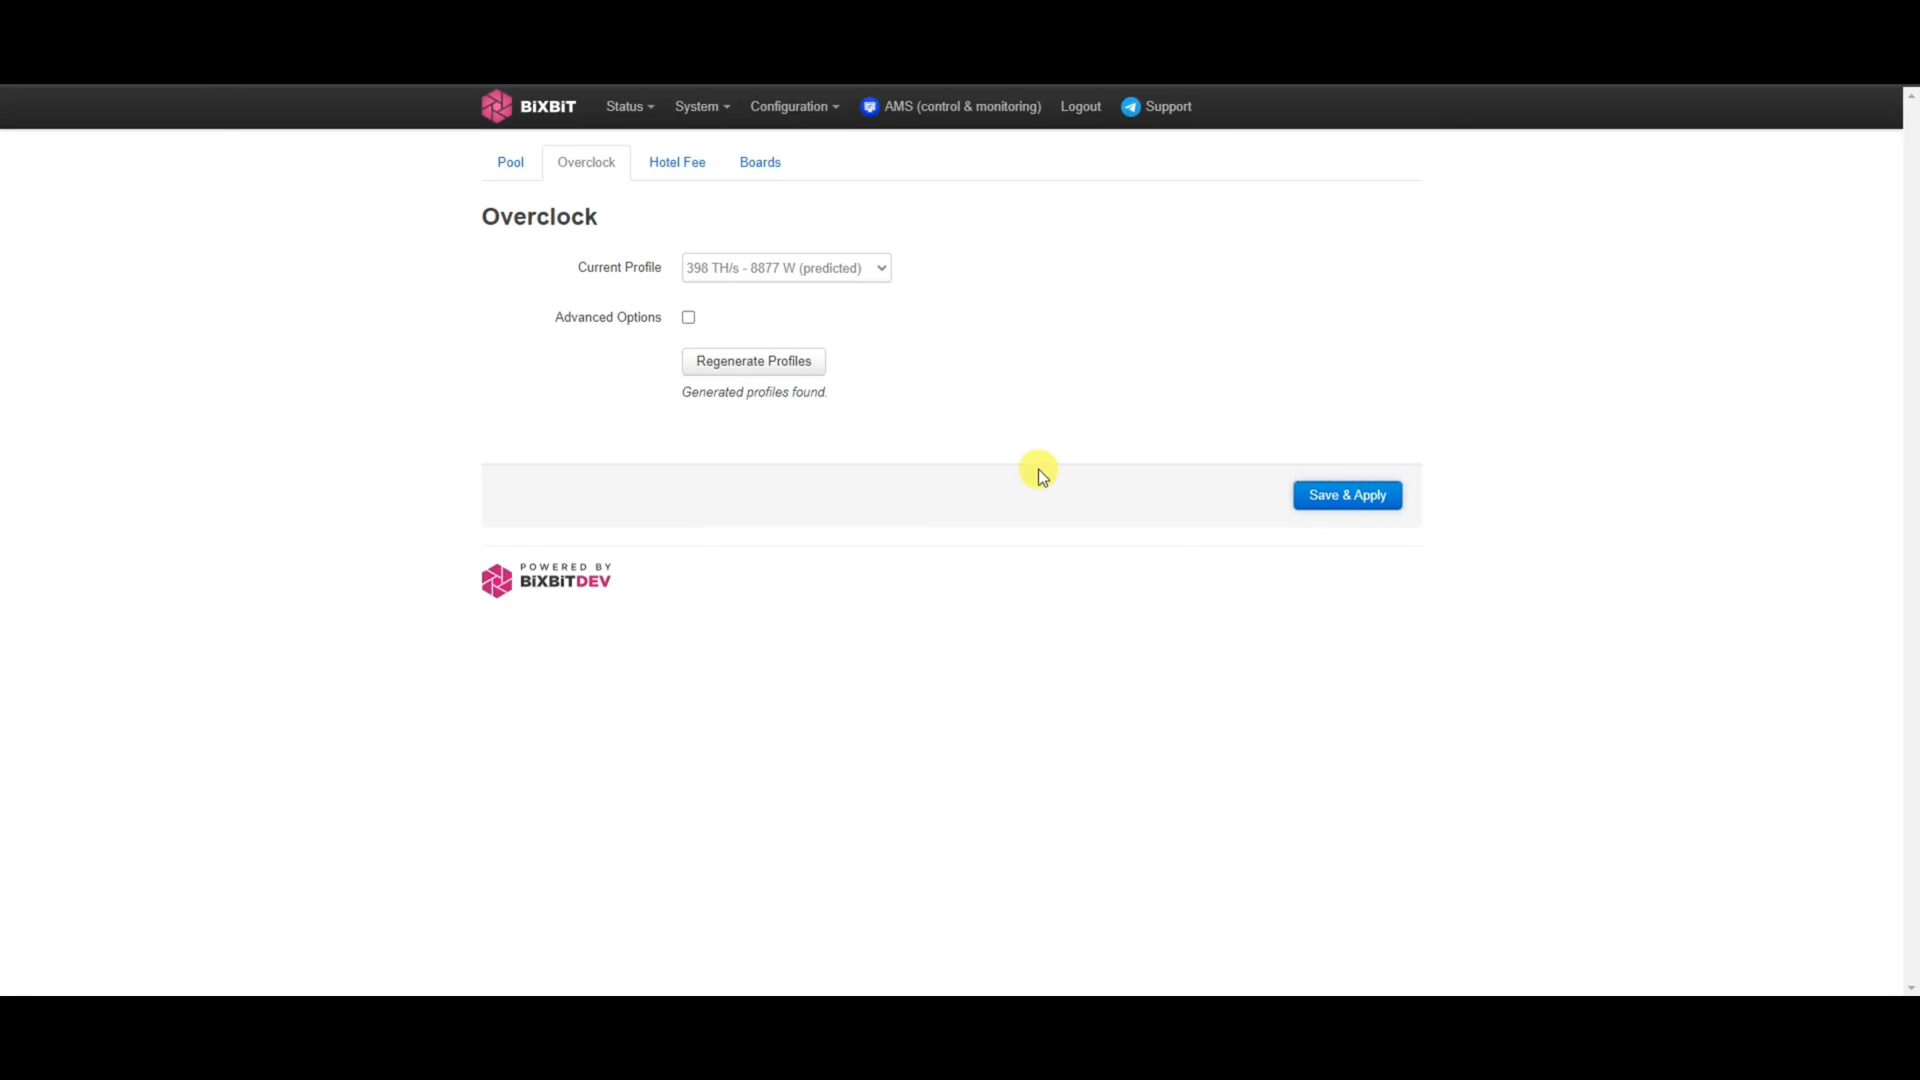 BiXBiT Status System Configuration AMS (control & monitoring) Logout Support
Pool Overclock Hotel Fee Boards
Overclock
Current Profile 398 TH/s - 8877 W (predicted)
Advanced Options
Regenerate Profiles
Generated profiles found.
Save & Apply
POWERED BY
BiXBiTDEV